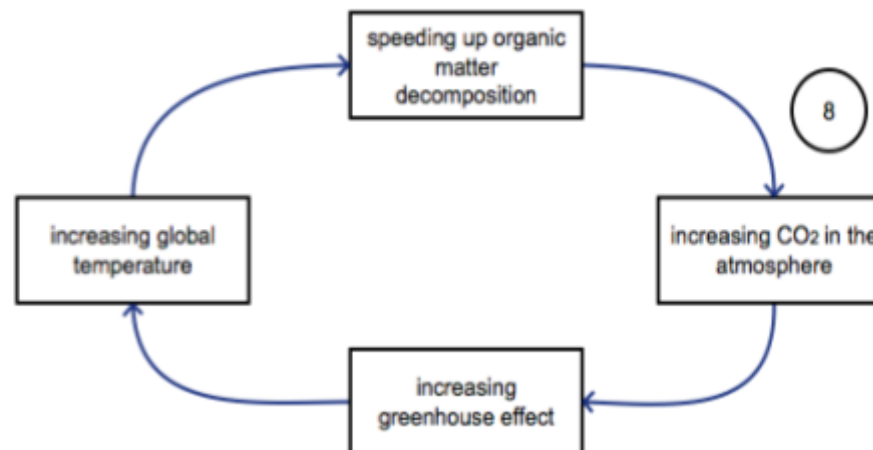 speeding up organic
matter
decomposition
8
increasing global
temperature
increasing CO2 in the
atmosphere
increasing
greenhouse effect